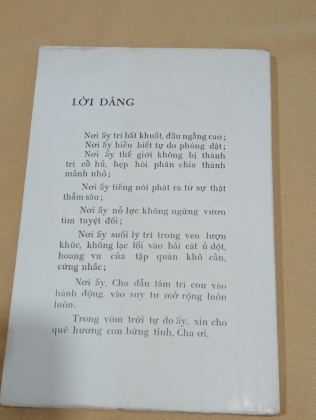 LỜI DÂNG
Nơi ấy trí bất khuất, đầu ngẩng cao;
Nơi ấy hiểu biết tự do phóng dật;
Nơi ấy thế giới không bị thành
trì cổ hủ, hẹp hòi phân chia thành
mảnh nhỏ;
Nơi ấy tiếng nói phát ra từ sự thật
thẳm sâu;
Nơi ấy nỗ lực không ngừng vươn
tìm tuyệt đối;
Nơi ấy suối lý trí trong veo lượn
khúc, không lạc lối vào bãi cát ủ dột,
hoang vu của tập quán khô cằn,
cứng nhắc;
Nơi ấy, Cha dẫn tâm trí con vào
hành động, vào suy tư mở rộng luôn
luôn.
Trong vòm trời tự do ấy, xin cho
quê hương con bừng tỉnh, Cha ơi.